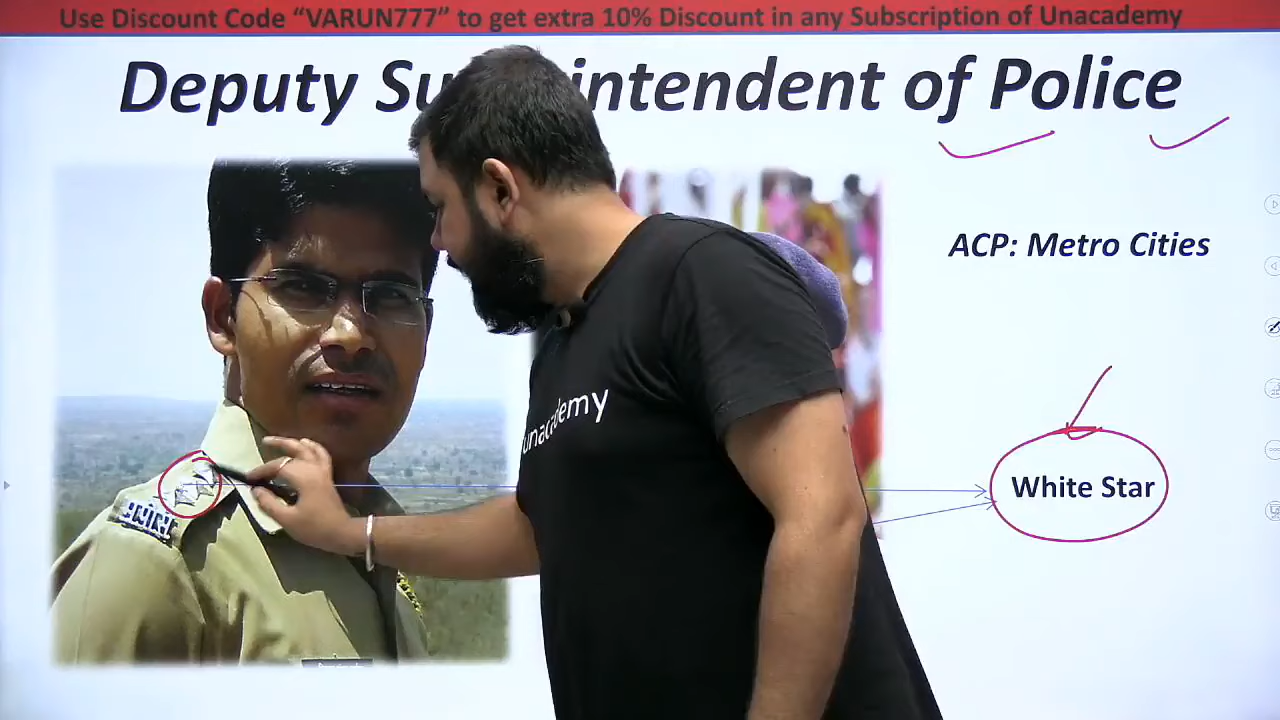 Use Discount Code “VARUN777” to get extra 10% Discount in any Subscription of Unacademy
Deputy Su intendent of Police
ACP: Metro Cities
unacademy
White Star